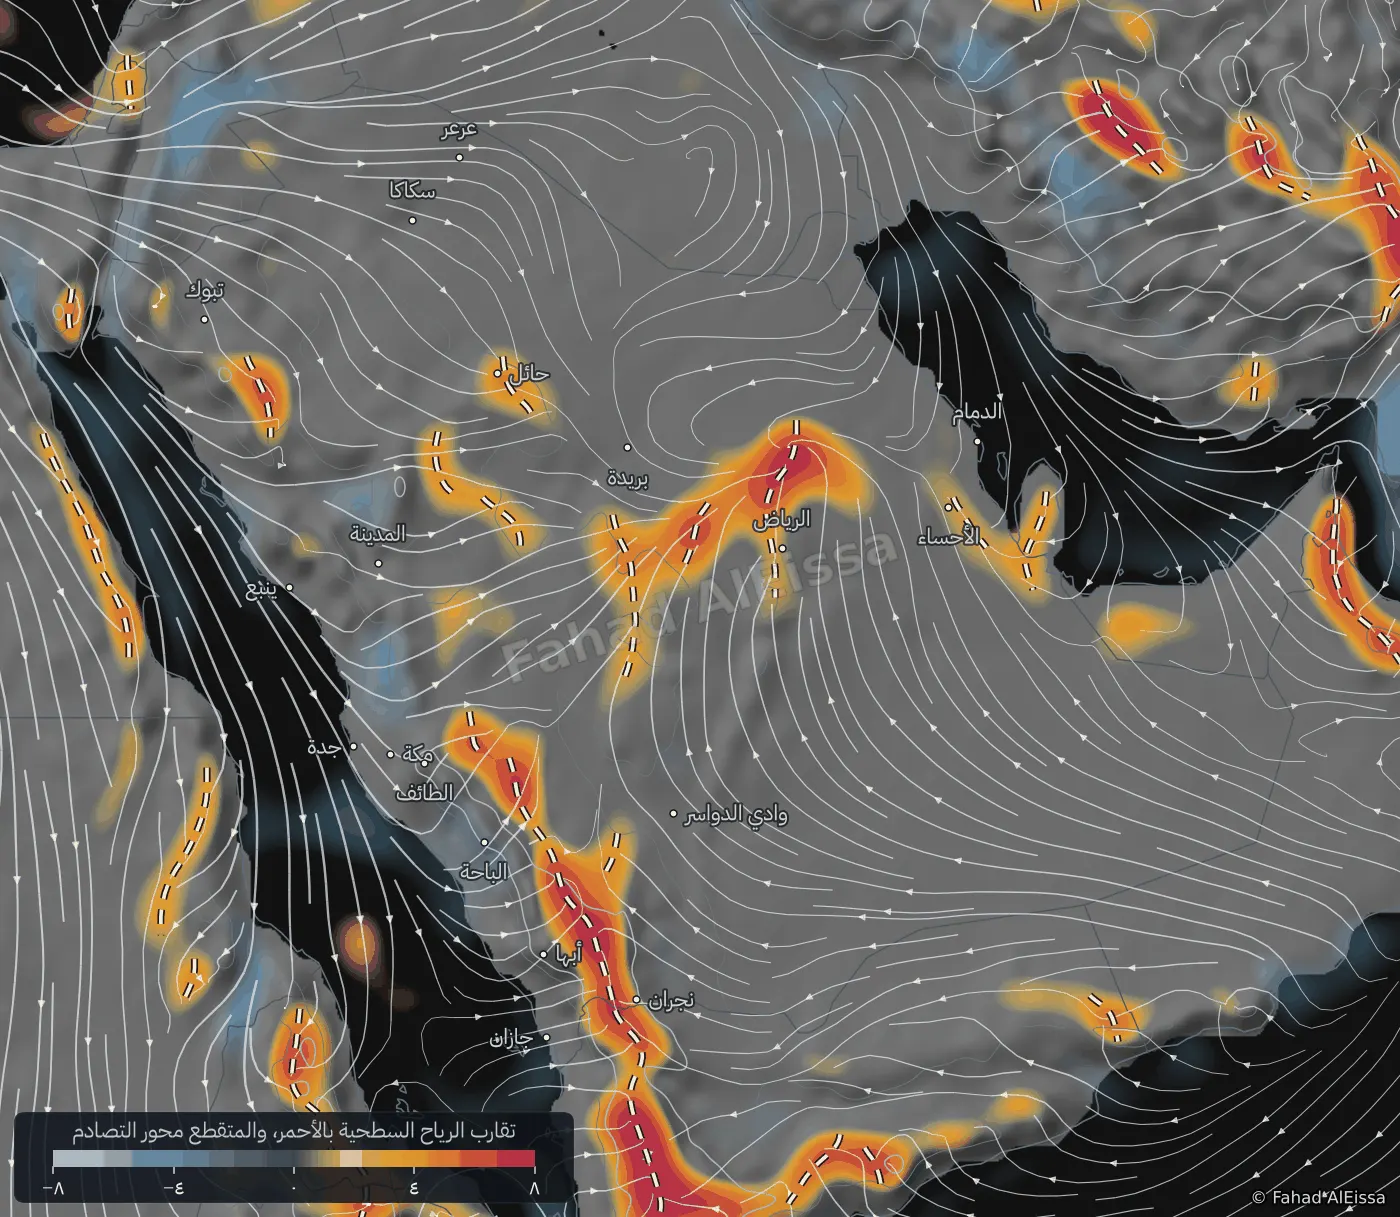 عرعر
سكاكا
تبوك
حائل
الدمام
بريدة
الرياض
الأحساء
المدينة
ينبع
Fahad AlEissa
جدة
مكة
الطائف
وادي الدواسر
الباحة
أبها
نجران
جازان
تقارب الرياح السطحية بالأحمر، والمتقطع محور التصادم
−٨ −٤ ٠ ٤ ٨
© Fahad AlEissa